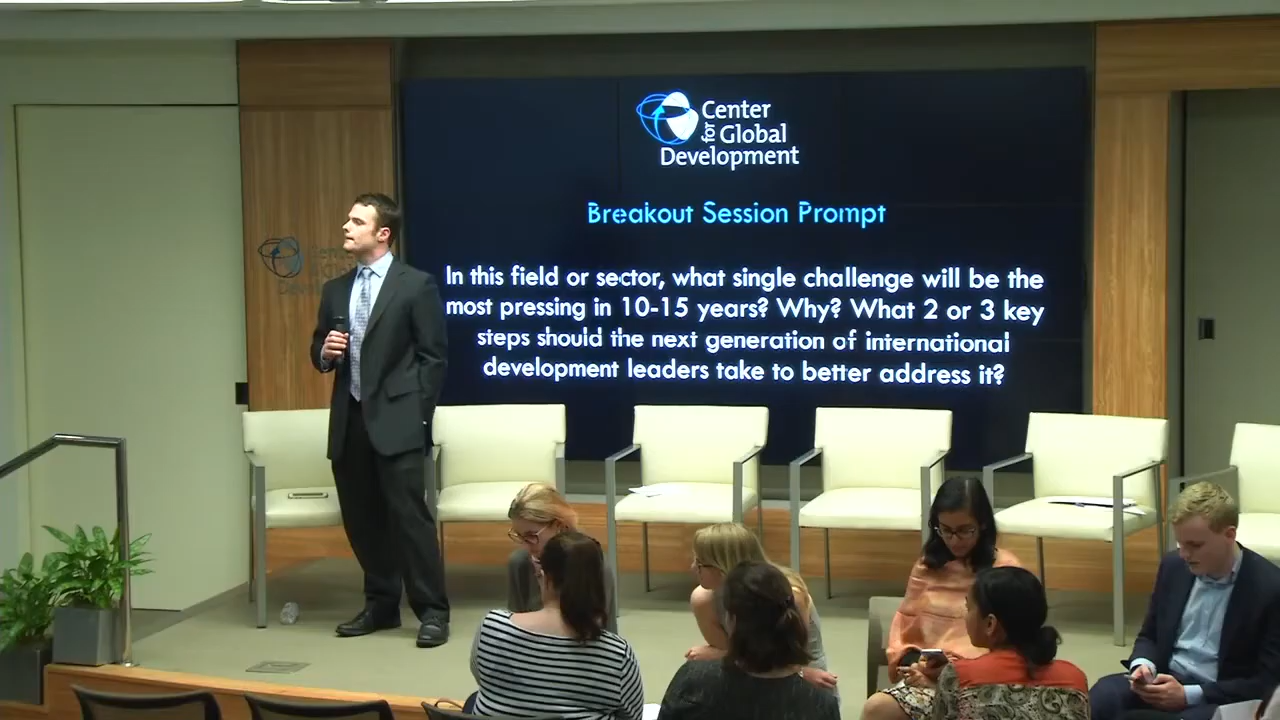 Center
for Global
Development
Breakout Session Prompt
In this field or sector, what single challenge will be the
most pressing in 10-15 years? Why? What 2 or 3 key
steps should the next generation of international
development leaders take to better address it?